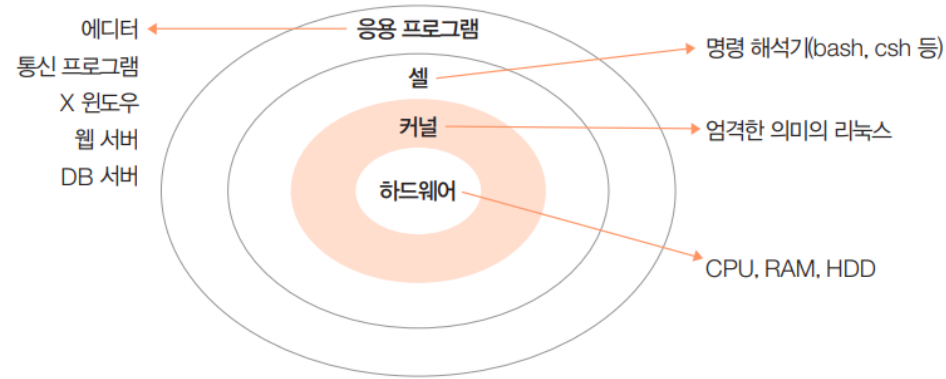 에디터
통신 프로그램
X 윈도우
웹 서버
DB 서버
응용 프로그램
셸
커널
하드웨어
명령 해석기(bash, csh 등)
엄격한 의미의 리눅스
CPU, RAM, HDD